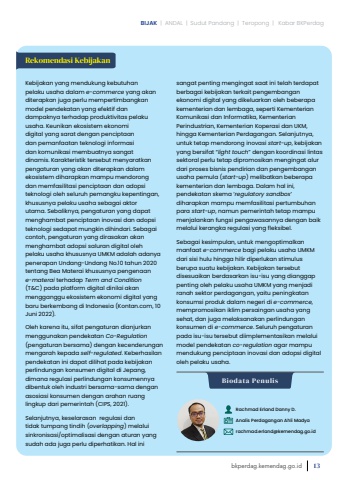 BIJAK | ANDAL | Sudut Pandang | Teropong | Kabar BKPerdag
Rekomendasi Kebijakan
Kebijakan yang mendukung kebutuhan
pelaku usaha dalam e-commerce yang akan
diterapkan juga perlu mempertimbangkan
model pendekatan yang efektif dan
dampaknya terhadap produktivitas pelaku
usaha. Keunikan ekosistem ekonomi
digital yang sarat dengan penciptaan
dan pemanfaatan teknologi informasi
dan komunikasi membuatnya sangat
dinamis. Karakteristik tersebut menyaratkan
pengaturan yang akan diterapkan dalam
ekosistem diharapkan mampu mendorong
dan memfasilitasi penciptaan dan adopsi
teknologi oleh seluruh pemangku kepentingan,
khususnya pelaku usaha sebagai aktor
utama. Sebaliknya, pengaturan yang dapat
menghambat penciptaan inovasi dan adopsi
teknologi sedapat mungkin dihindari. Sebagai
contoh, pengaturan yang dirasakan akan
menghambat adopsi saluran digital oleh
pelaku usaha khususnya UMKM adalah adanya
penerapan Undang-Undang No.10 tahun 2020
tentang Bea Materai khususnya pengenaan
e-materai terhadap Term and Condition
(T&C) pada platform digital dinilai akan
mengganggu ekosistem ekonomi digital yang
baru berkembang di Indonesia (Kontan.com, 10
Juni 2022).
Oleh karena itu, sifat pengaturan dianjurkan
menggunakan pendekatan Co-Regulation
(pengaturan bersama) dengan kecenderungan
mengarah kepada self-regulated. Keberhasilan
pendekatan ini dapat dilihat pada kebijakan
perlindungan konsumen digital di Jepang,
dimana regulasi perlindungan konsumennya
dibentuk oleh industri bersama-sama dengan
asosiasi konsumen dengan arahan ruang
lingkup dari pemerintah (CIPS, 2021).
Selanjutnya, keselarasan regulasi dan
tidak tumpang tindih (overlapping) melalui
sinkronisasi/optimalisasi dengan aturan yang
sudah ada juga perlu diperhatikan. Hal ini
sangat penting mengingat saat ini telah terdapat
berbagai kebijakan terkait pengembangan
ekonomi digital yang dikeluarkan oleh beberapa
kementerian dan lembaga, seperti Kementerian
Komunikasi dan Informatika, Kementerian
Perindustrian, Kementerian Koperasi dan UKM,
hingga Kementerian Perdagangan. Selanjutnya,
untuk tetap mendorong inovasi start-up, kebijakan
yang bersifat "light touch" dengan koordinasi lintas
sektoral perlu tetap dipromosikan mengingat alur
dari proses bisnis pendirian dan pengembangan
usaha pemula (start-up) melibatkan beberapa
kementerian dan lembaga. Dalam hal ini,
pendekatan skema 'regulatory sandbox'
diharapkan mampu memfasilitasi pertumbuhan
para start-up, namun pemerintah tetap mampu
menjalankan fungsi pengawasannya dengan baik
melalui kerangka regulasi yang fleksibel.
Sebagai kesimpulan, untuk mengoptimalkan
manfaat e-commerce bagi pelaku usaha UMKM
dari sisi hulu hingga hilir diperlukan stimulus
berupa suatu kebijakan. Kebijakan tersebut
disesuaikan berdasarkan isu-isu yang dianggap
penting oleh pelaku usaha UMKM yang menjadi
ranah sektor perdagangan, yaitu peningkatan
konsumsi produk dalam negeri di e-commerce,
mempromosikan iklim persaingan usaha yang
sehat, dan juga melaksanakan perlindungan
konsumen di e-commerce. Seluruh pengaturan
pada isu-isu tersebut diimplementasikan melalui
model pendekatan co-regulation agar mampu
mendukung penciptaan inovasi dan adopsi digital
oleh pelaku usaha.
Biodata Penulis
Rachmad Erland Danny D.
Analis Perdagangan Ahli Madya
rachmad.erland@kemendag.go.id
bkperdag.kemendag.go.id | 13